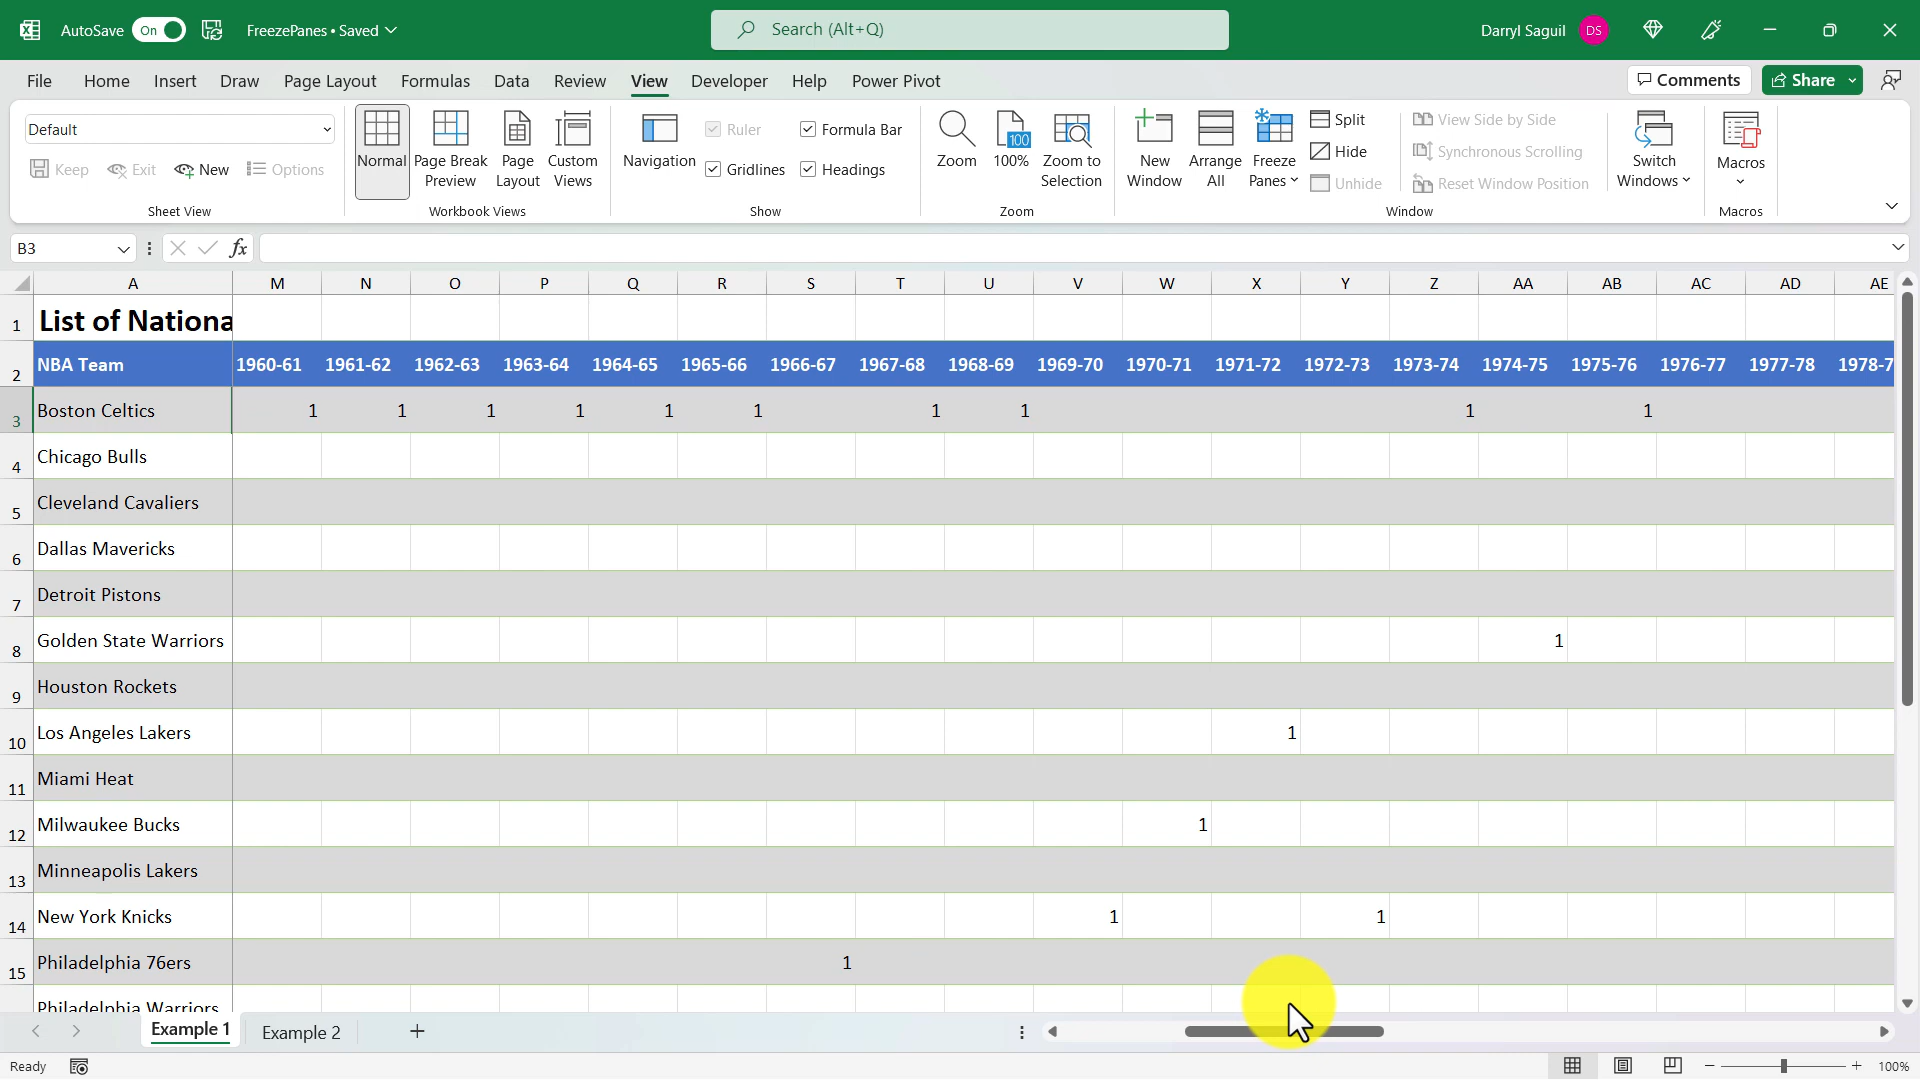 AutoSave On FreezePanes • Saved Search (Alt+Q) Darryl Saguil DS
File Home Insert Draw Page Layout Formulas Data Review View Developer Help Power Pivot Comments Share
Default
Keep Exit New Options
Sheet View
Normal
Page Break Preview
Page Layout
Custom Views
Workbook Views
Navigation
Ruler
Formula Bar
Gridlines
Headings
Show
Zoom
100
100%
Zoom to Selection
Zoom
New Window
Arrange All
Freeze Panes
Split
Hide
Unhide
View Side by Side
Synchronous Scrolling
Reset Window Position
Switch Windows
Window
Macros
Macros
B3 fx
A M N O P Q R S T U V W X Y Z AA AB AC AD AE
1 List of Nationa
2 NBA Team 1960-61 1961-62 1962-63 1963-64 1964-65 1965-66 1966-67 1967-68 1968-69 1969-70 1970-71 1971-72 1972-73 1973-74 1974-75 1975-76 1976-77 1977-78 1978-7
3 Boston Celtics 1 1 1 1 1 1 1 1 1 1
4 Chicago Bulls
5 Cleveland Cavaliers
6 Dallas Mavericks
7 Detroit Pistons
8 Golden State Warriors 1
9 Houston Rockets
10 Los Angeles Lakers 1
11 Miami Heat
12 Milwaukee Bucks 1
13 Minneapolis Lakers
14 New York Knicks 1 1
15 Philadelphia 76ers 1
Philadelphia Warriors
Example 1 Example 2
Ready 100%